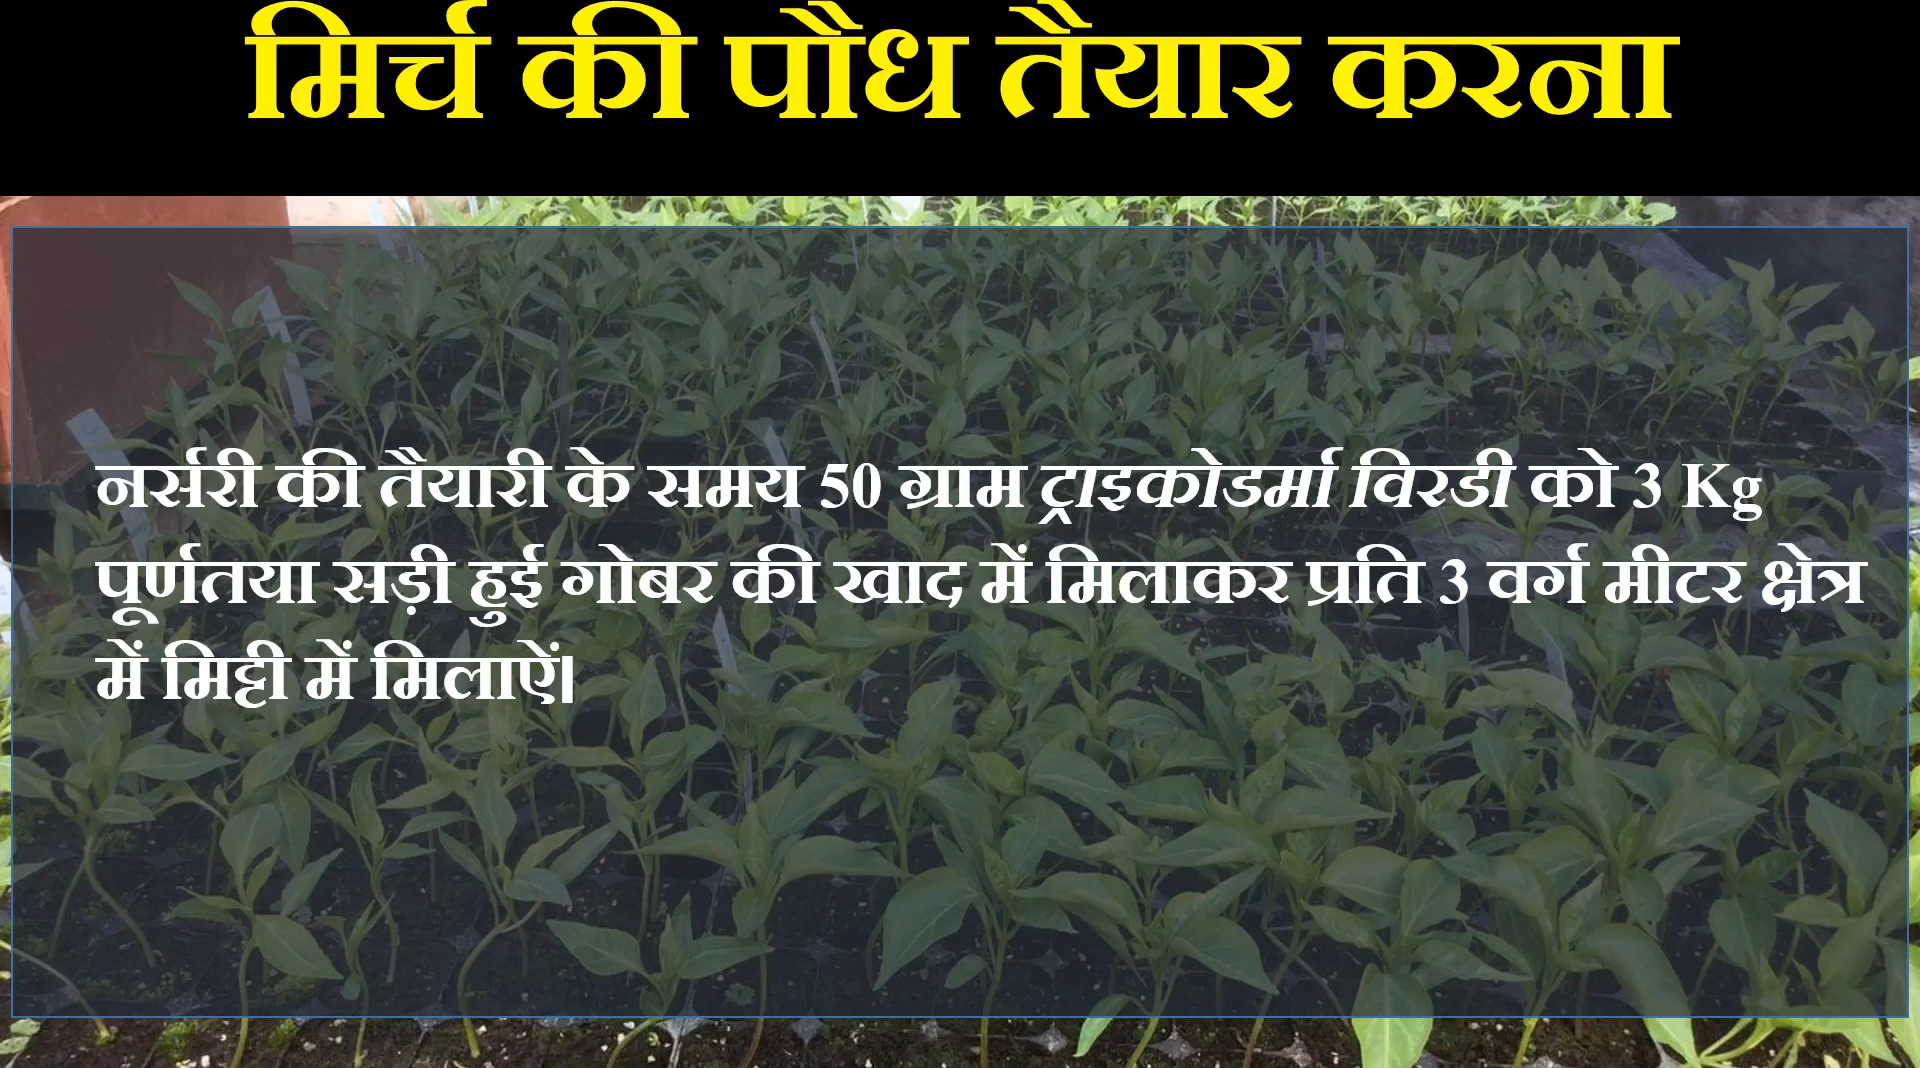 मिर्च की पौध तैयार करना
नर्सरी की तैयारी के समय 50 ग्राम ट्राइकोडर्मा विरडी को 3 Kg
पूर्णतया सड़ी हुई गोबर की खाद में मिलाकर प्रति 3 वर्ग मीटर क्षेत्र
में मिट्टी में मिलाऐं।